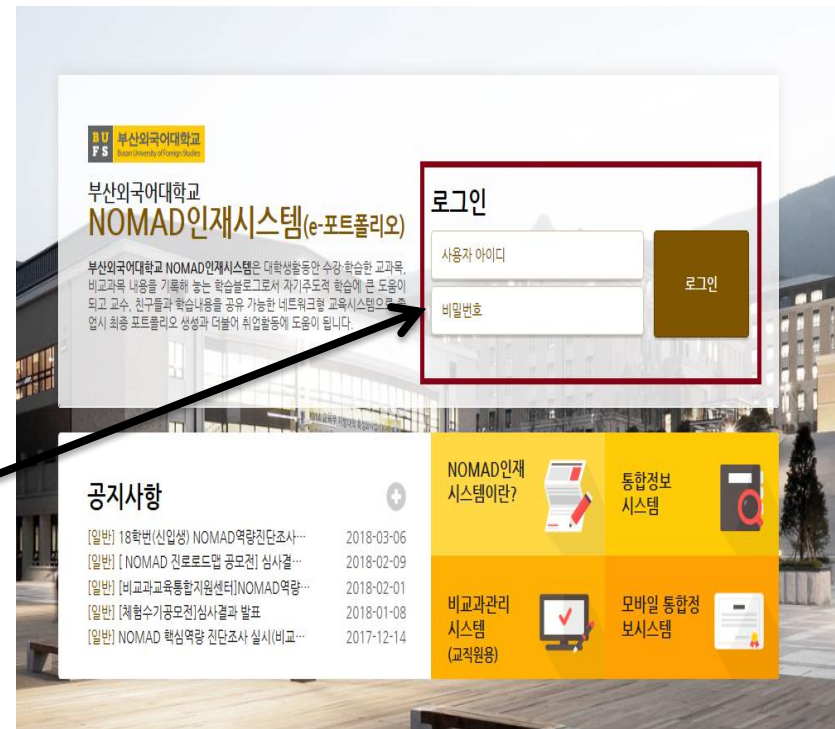 BU
FS
부산외국어대학교
Busan University of Foreign Studies
부산외국어대학교
NOMAD인재시스템(e-포트폴리오)
부산외국어대학교 NOMAD인재시스템은 대학생활동안 수강·학습한 교과목,
비교과목 내용을 기록해 놓는 학습블로그로서 자기주도적 학습에 큰 도움이
되고 교수, 친구들과 학습내용을 공유 가능한 네트워크형 교육시스템으로
업시 최종 포트폴리오 생성과 더불어 취업활동에 도움이 됩니다.
로그인
사용자 아이디
비밀번호
로그인
공지사항
[일반] 18학번(신입생) NOMAD역량진단조사… 2018-03-06
[일반] [ NOMAD 진로로드맵 공모전] 심사결… 2018-02-09
[일반] [비교과교육통합지원센터]NOMAD역량… 2018-02-01
[일반] [체험수기공모전]심사결과 발표 2018-01-08
[일반] NOMAD 핵심역량 진단조사 실시(비교… 2017-12-14
NOMAD인재
시스템이란?
통합정보
시스템
비교과관리
시스템
(교직원용)
모바일 통합정
보시스템